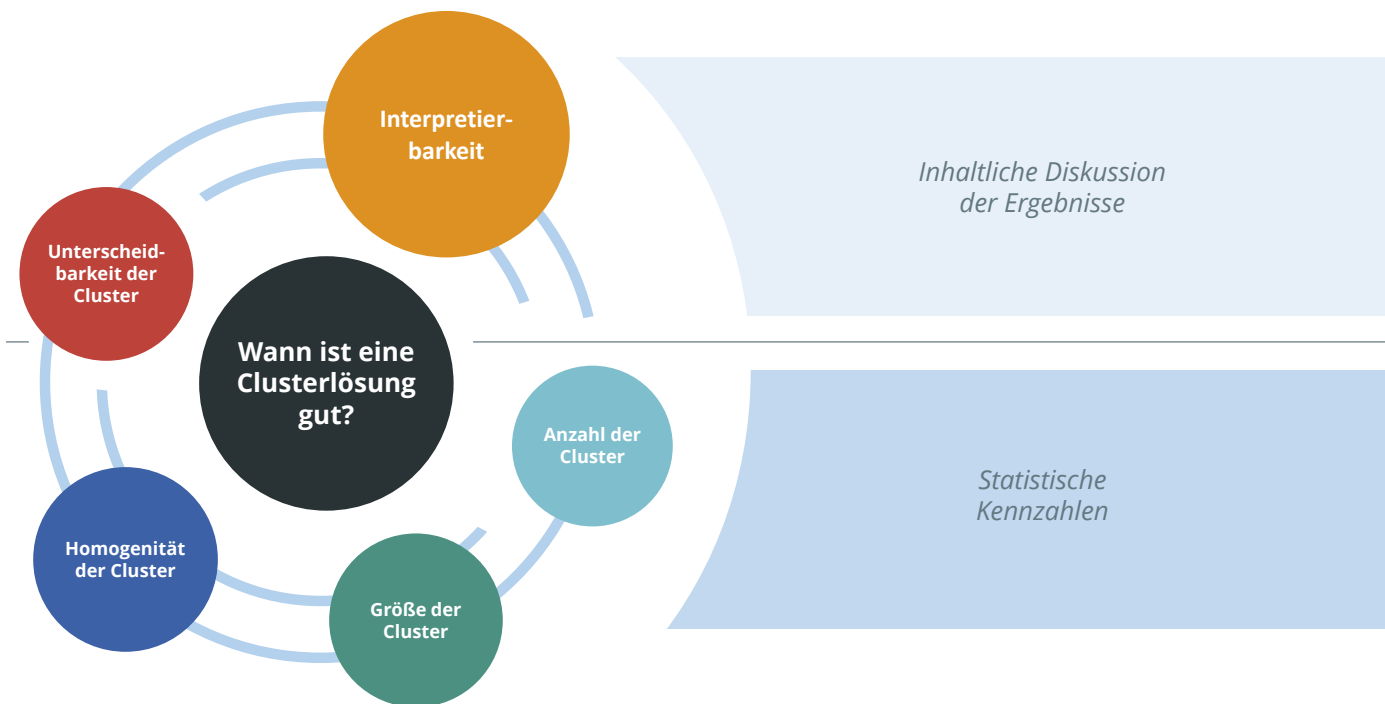 Interpretier-
barkeit
Inhaltliche Diskussion
der Ergebnisse
Unterscheid-
barkeit der
Cluster
Wann ist eine
Clusterlösung
gut?
Anzahl der
Cluster
Statistische
Kennzahlen
Homogenität
der Cluster
Größe der
Cluster